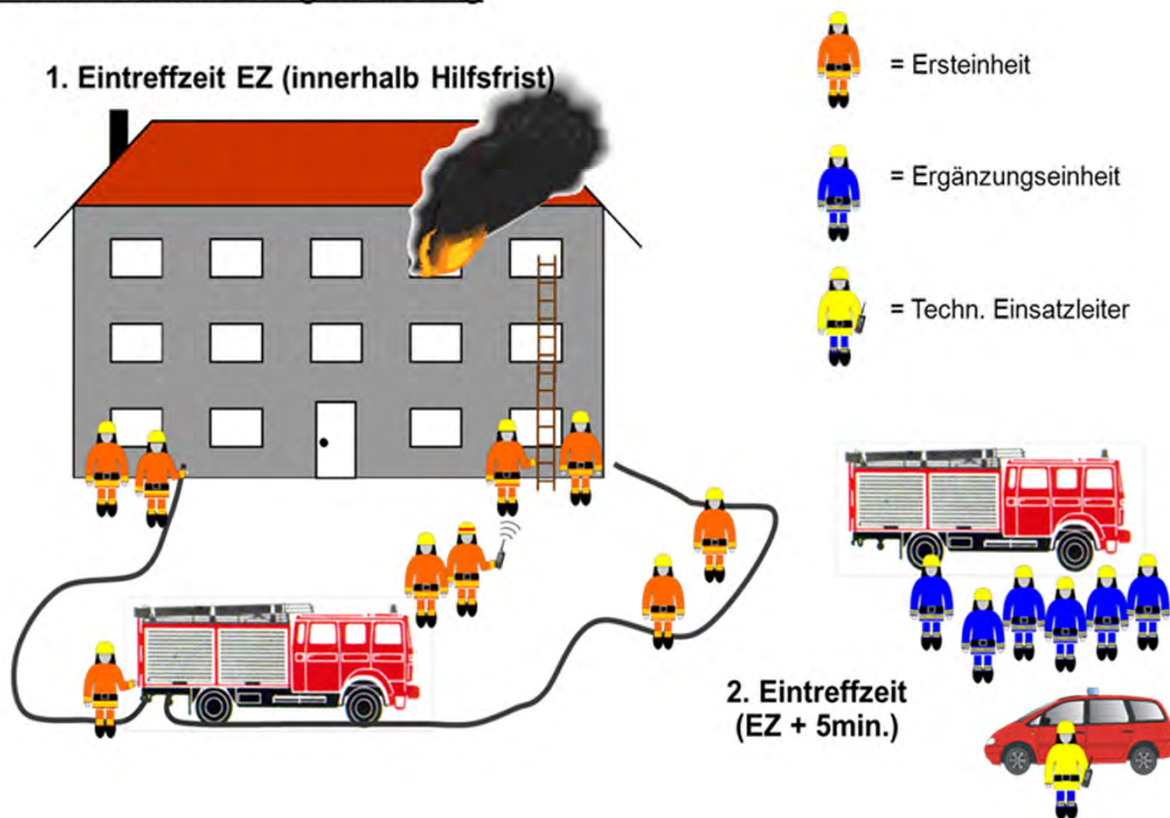 1. Eintreffzeit EZ (innerhalb Hilfsfrist)
= Ersteinheit
= Ergänzungseinheit
= Techn. Einsatzleiter
2. Eintreffzeit
(EZ + 5min.)